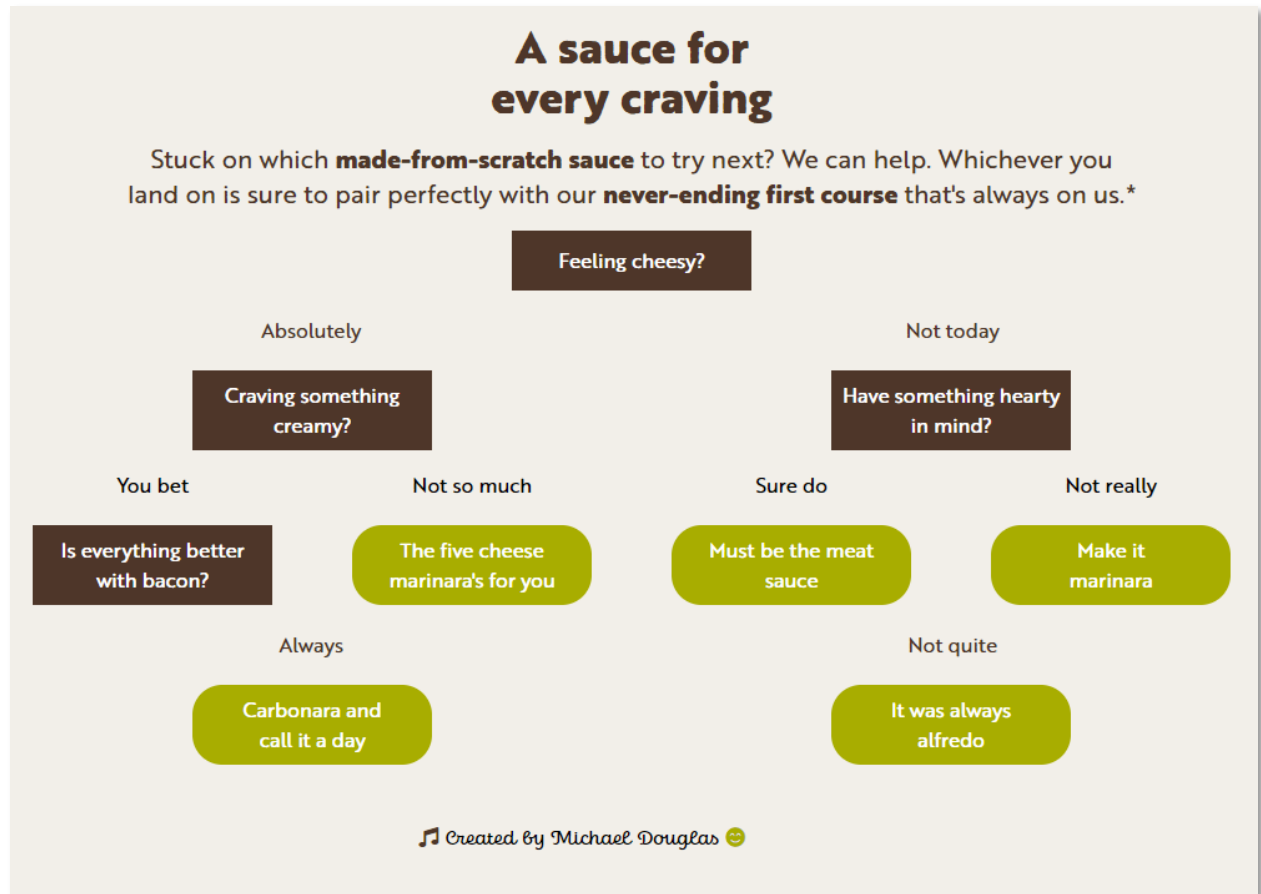 A sauce for
every craving
Stuck on which made-from-scratch sauce to try next? We can help. Whichever you
land on is sure to pair perfectly with our never-ending first course that's always on us.*
Feeling cheesy?
Absolutely
Not today
Craving something
creamy?
Have something hearty
in mind?
You bet
Not so much
Sure do
Not really
Is everything better
with bacon?
The five cheese
marinara's for you
Must be the meat
sauce
Make it
marinara
Always
Not quite
Carbonara and
call it a day
It was always
alfredo
🎵 Created by Michael Douglas 😊